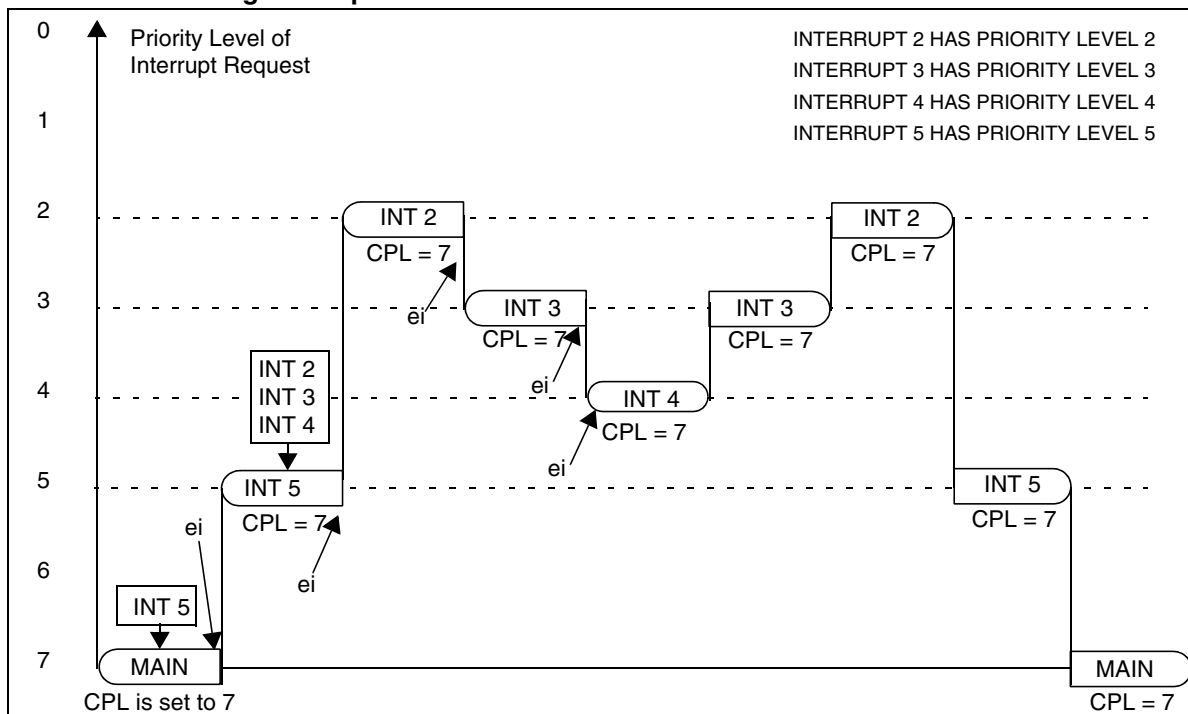 0
Priority Level of
Interrupt Request
INTERRUPT 2 HAS PRIORITY LEVEL 2
INTERRUPT 3 HAS PRIORITY LEVEL 3
INTERRUPT 4 HAS PRIORITY LEVEL 4
INTERRUPT 5 HAS PRIORITY LEVEL 5
1
2
INT 2
CPL = 7
INT 2
CPL = 7
ei
3
INT 3
CPL = 7
INT 3
CPL = 7
ei
INT 2
INT 3
INT 4
4
INT 4
CPL = 7
ei
5
INT 5
CPL = 7
INT 5
CPL = 7
ei
ei
6
INT 5
7
MAIN
CPL is set to 7
MAIN
CPL = 7